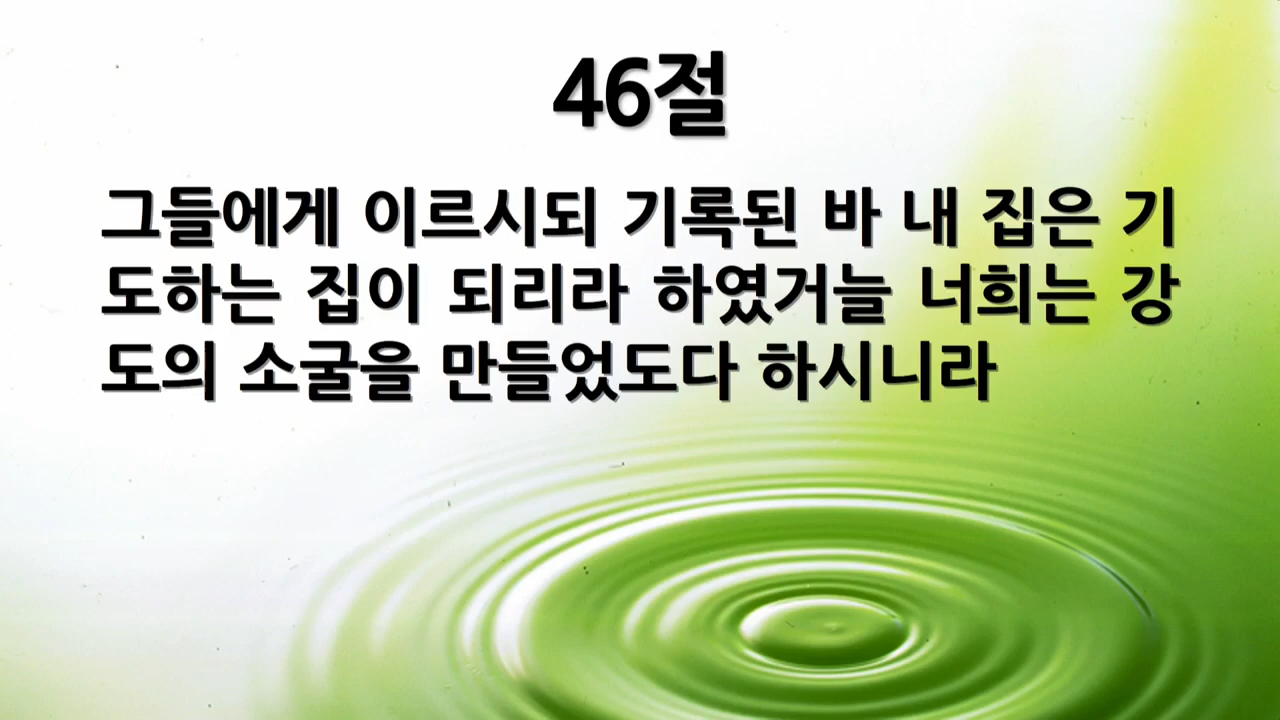 46절
그들에게 이르시되 기록된 바 내 집은 기
도하는 집이 되리라 하였거늘 너희는 강
도의 소굴을 만들었도다 하시니라